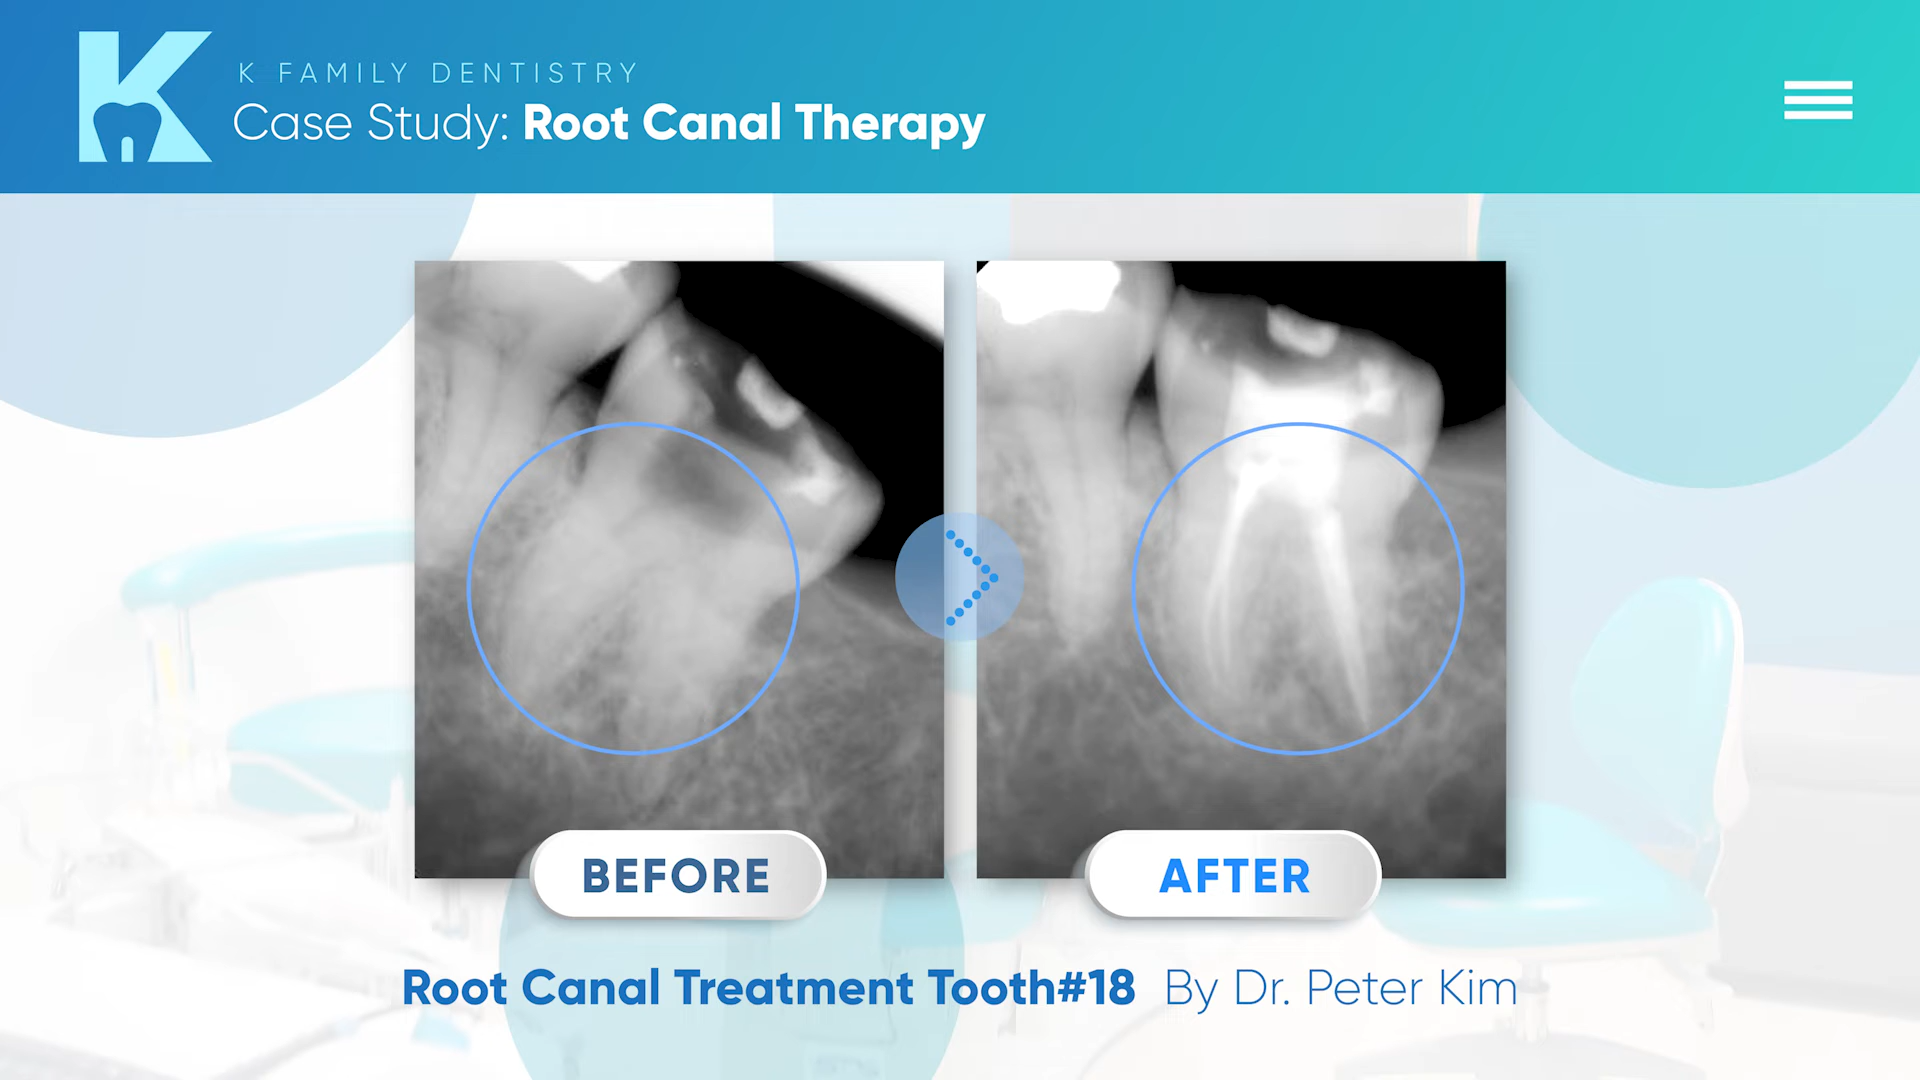 K FAMILY DENTISTRY
Case Study: Root Canal Therapy
BEFORE
AFTER
Root Canal Treatment Tooth#18 By Dr. Peter Kim